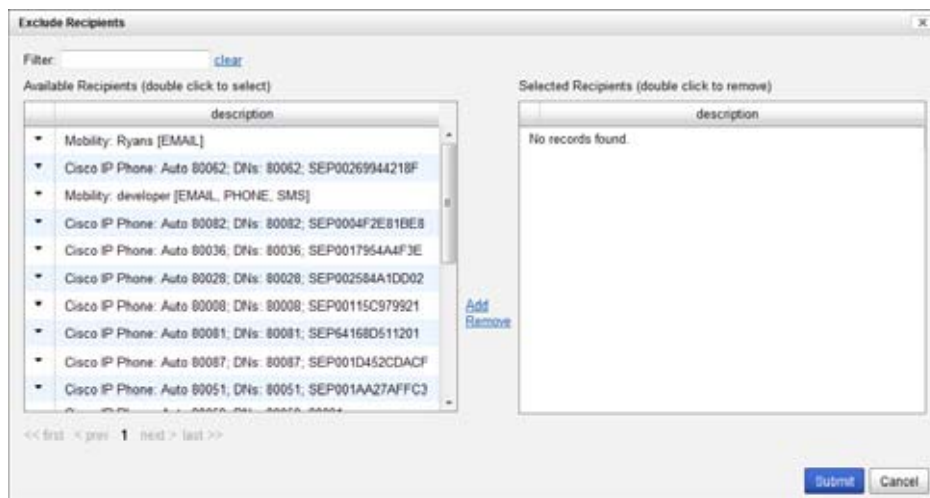 Exclude Recipients
Filter: clear
Available Recipients (double click to select)
description
Mobility: Ryans [EMAIL]
Cisco IP Phone: Auto 80062; DNs: 80062; SEP00269944218F
Mobility: developer [EMAIL, PHONE, SMS]
Cisco IP Phone: Auto 80082; DNs: 80082; SEP0004F2E81BE8
Cisco IP Phone: Auto 80036; DNs: 80036; SEP0017954A4F3E
Cisco IP Phone: Auto 80028; DNs: 80028; SEP002584A1DD02
Cisco IP Phone: Auto 80008; DNs: 80008; SEP00115C979921
Cisco IP Phone: Auto 80081; DNs: 80081; SEP64168D511201
Cisco IP Phone: Auto 80087; DNs: 80087; SEP001D452CDACF
Cisco IP Phone: Auto 80051; DNs: 80051; SEP001AA27AFFC3
<< first < prev 1 next > last >>
Add
Remove
Selected Recipients (double click to remove)
description
No records found.
Submit Cancel